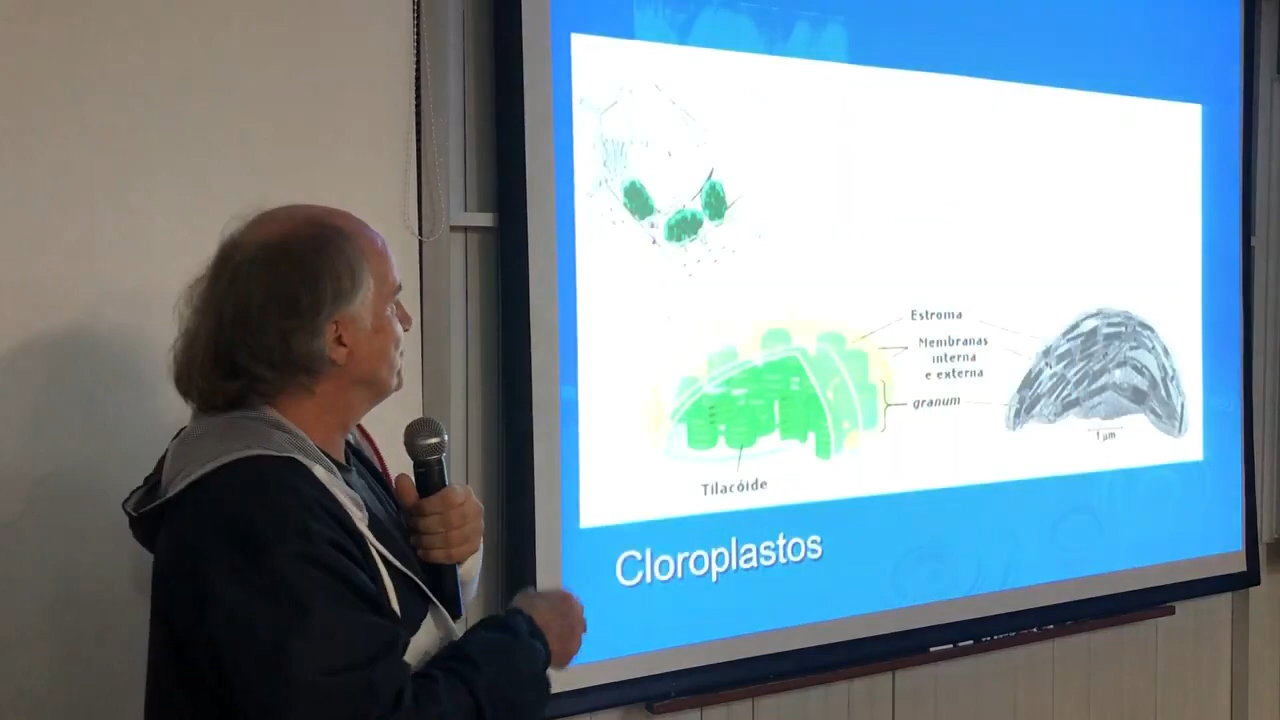 Estroma
Membranas
interna
e externa
granum
1 µm
Tilacóide
Cloroplastos